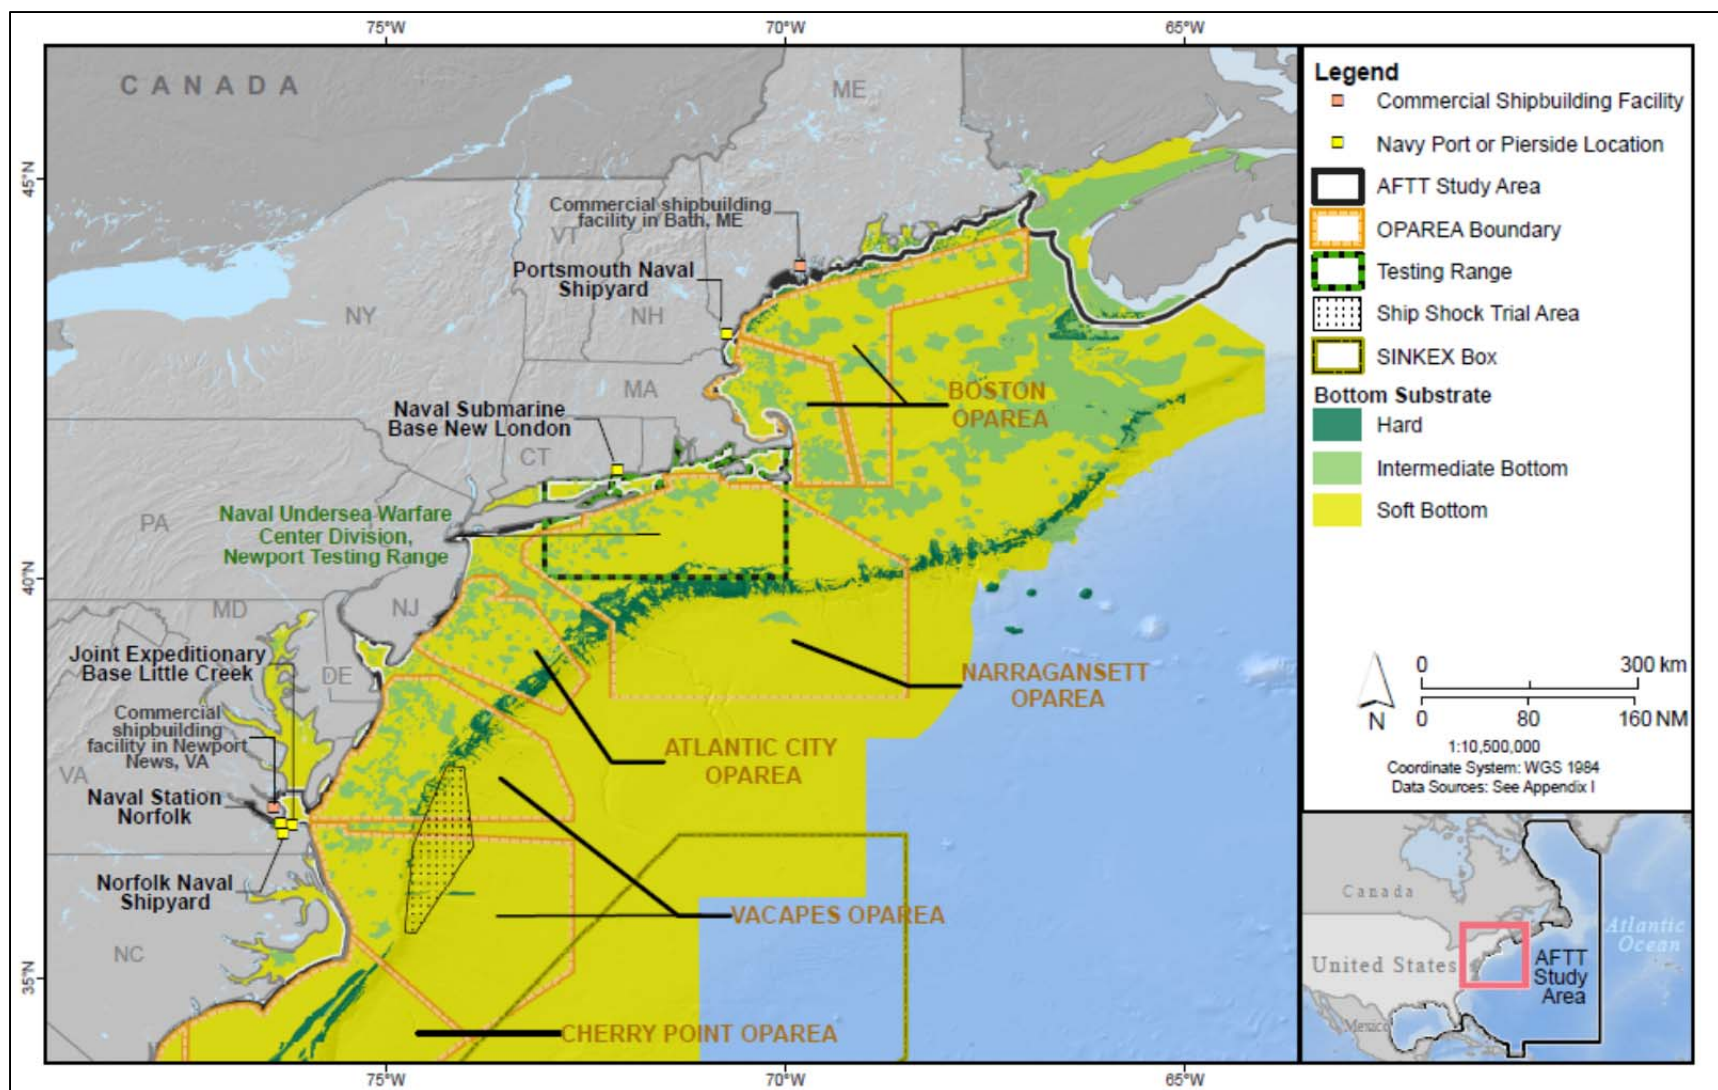 75°W
70°W
65°W
CANADA
ME
45°N
Commercial shipbuilding
facility in Bath, ME
VT
Portsmouth Naval
Shipyard
NY
NH
MA
Naval Submarine
Base New London
CT
BOSTON
OPAREA
PA
Naval Undersea Warfare
Center Division,
Newport Testing Range
40°N
MD
NJ
Joint Expeditionary
Base Little Creek
DE
NARRAGANSETT
OPAREA
Commercial
shipbuilding
facility in Newport
News, VA
ATLANTIC CITY
OPAREA
VA
Naval Station
Norfolk
Norfolk Naval
Shipyard
VACAPES OPAREA
NC
35°N
CHERRY POINT OPAREA
75°W
70°W
65°W
Legend
Commercial Shipbuilding Facility
Navy Port or Pierside Location
AFTT Study Area
OPAREA Boundary
Testing Range
Ship Shock Trial Area
SINKEX Box
Bottom Substrate
Hard
Intermediate Bottom
Soft Bottom
N
0 300 km
0 80 160 NM
1:10,500,000
Coordinate System: WGS 1984
Data Sources: See Appendix I
Canada
Atlantic
Ocean
United States
AFTT
Study
Area
Mexico